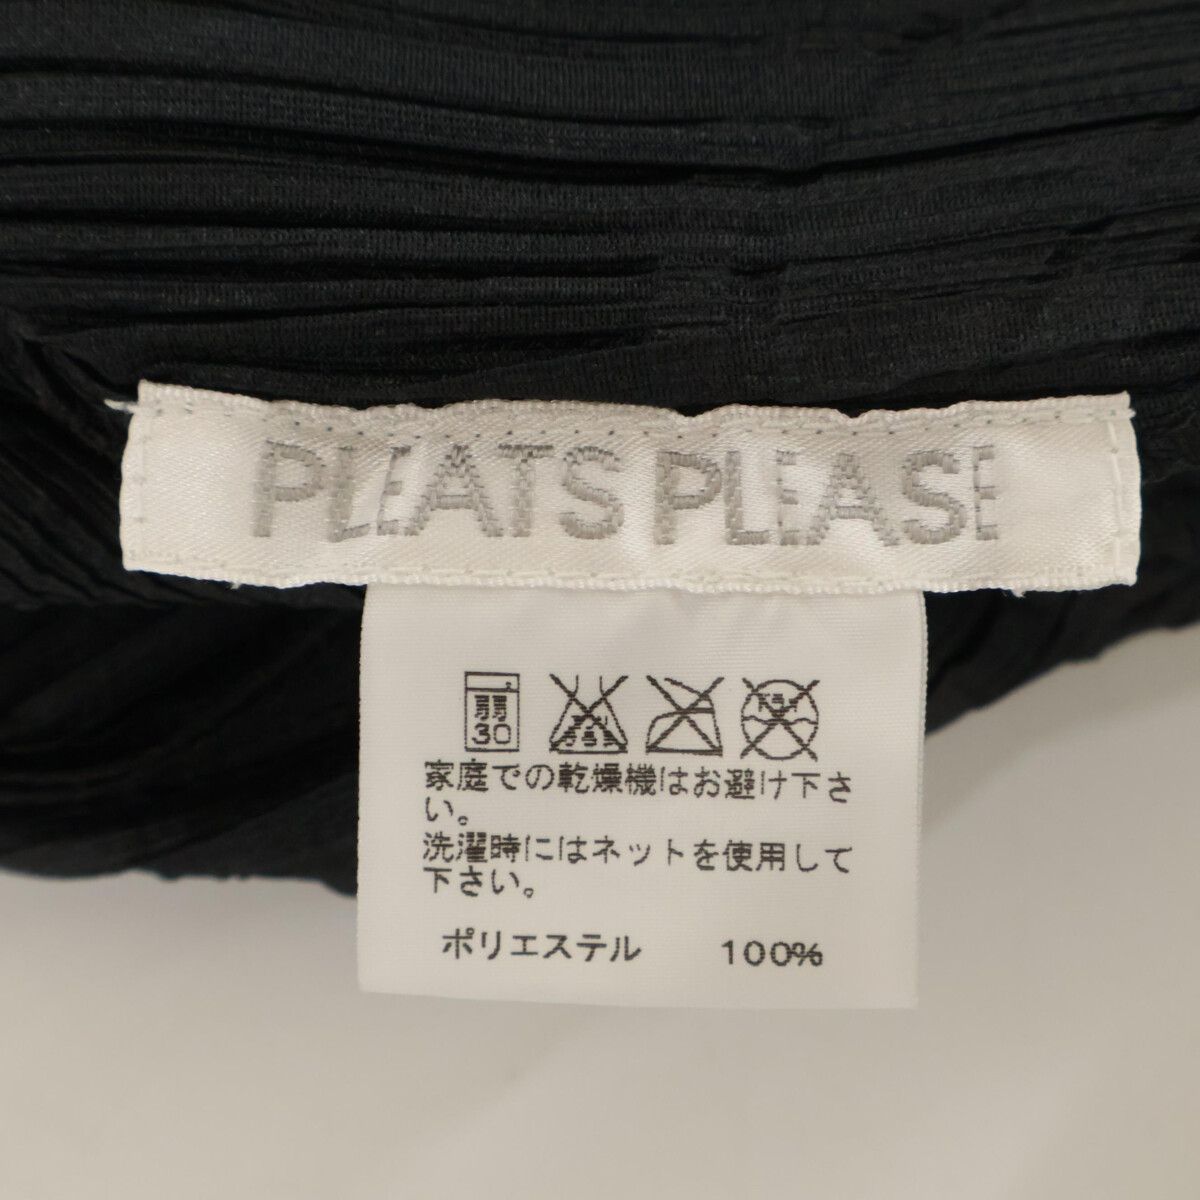 PLEATS PLEASE
弱
30
家庭での乾燥機はお避け下さ
い。
洗濯時にはネットを使用して
下さい。
ポリエステル 100%